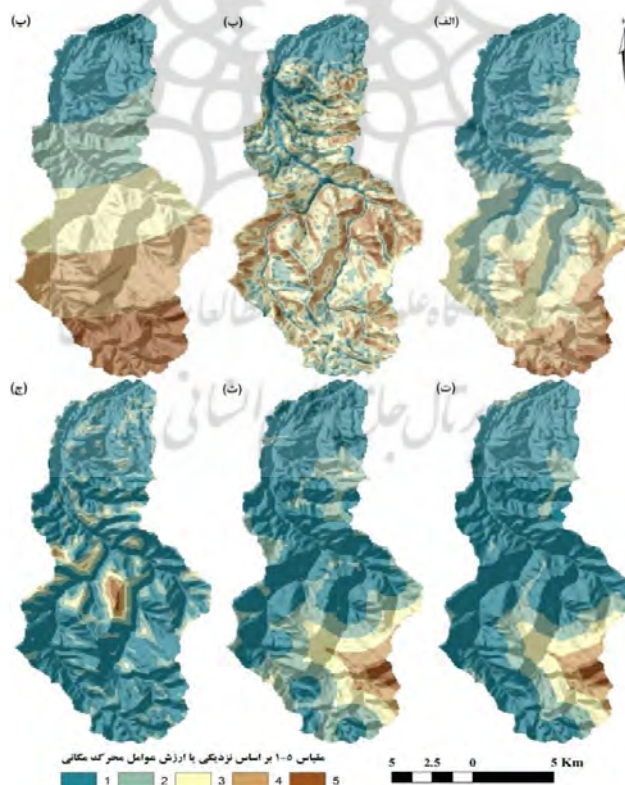 (الف) (ب) (پ)
(ت) (ث) (ج)
انسانی
مقیاس ۵-۱ بر اساس نزدیکی یا ارزش عوامل محرک مکانی
1 2 3 4 5
5 2.5 0 5 Km